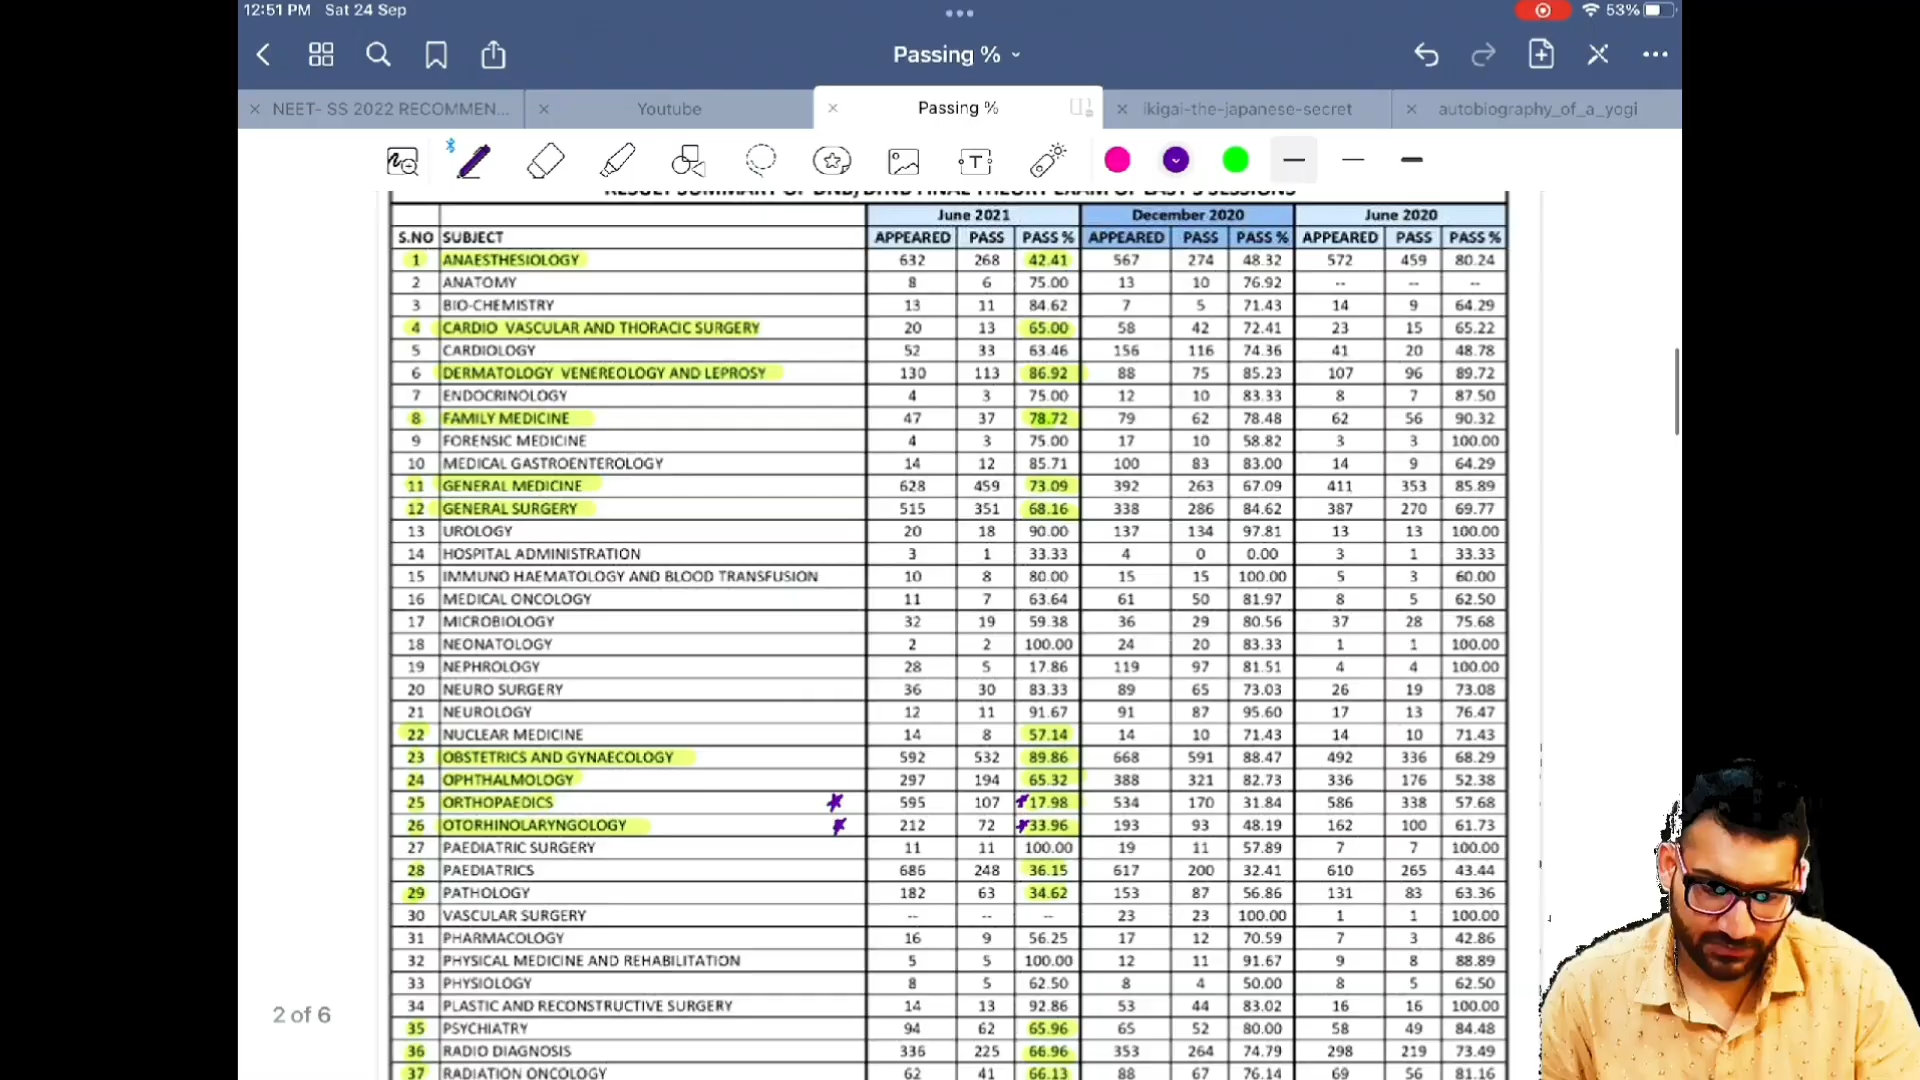 12:51 PM Sat 24 Sep
53%
Passing %
NEET- SS 2022 RECOMMEN...
Youtube
Passing %
ikigai-the-japanese-secret
autobiography_of_a_yogi
RESULT SUMMARY OF DNB/DrNB FINAL THEORY EXAM OF LAST 3 SESSIONS
June 2021 December 2020 June 2020
S.NO SUBJECT APPEARED PASS PASS % APPEARED PASS PASS % APPEARED PASS PASS %
1 ANAESTHESIOLOGY 632 268 42.41 567 274 48.32 572 459 80.24
2 ANATOMY 8 6 75.00 13 10 76.92 -- -- --
3 BIO-CHEMISTRY 13 11 84.62 7 5 71.43 14 9 64.29
4 CARDIO VASCULAR AND THORACIC SURGERY 20 13 65.00 58 42 72.41 23 15 65.22
5 CARDIOLOGY 52 33 63.46 156 116 74.36 41 20 48.78
6 DERMATOLOGY VENEREOLOGY AND LEPROSY 130 113 86.92 88 75 85.23 107 96 89.72
7 ENDOCRINOLOGY 4 3 75.00 12 10 83.33 8 7 87.50
8 FAMILY MEDICINE 47 37 78.72 79 62 78.48 62 56 90.32
9 FORENSIC MEDICINE 4 3 75.00 17 10 58.82 3 3 100.00
10 MEDICAL GASTROENTEROLOGY 14 12 85.71 100 83 83.00 14 9 64.29
11 GENERAL MEDICINE 628 459 73.09 392 263 67.09 411 353 85.89
12 GENERAL SURGERY 515 351 68.16 338 286 84.62 387 270 69.77
13 UROLOGY 20 18 90.00 137 134 97.81 13 13 100.00
14 HOSPITAL ADMINISTRATION 3 1 33.33 4 0 0.00 3 1 33.33
15 IMMUNO HAEMATOLOGY AND BLOOD TRANSFUSION 10 8 80.00 15 15 100.00 5 3 60.00
16 MEDICAL ONCOLOGY 11 7 63.64 61 50 81.97 8 5 62.50
17 MICROBIOLOGY 32 19 59.38 36 29 80.56 37 28 75.68
18 NEONATOLOGY 2 2 100.00 24 20 83.33 1 1 100.00
19 NEPHROLOGY 28 5 17.86 119 97 81.51 4 4 100.00
20 NEURO SURGERY 36 30 83.33 89 65 73.03 26 19 73.08
21 NEUROLOGY 12 11 91.67 91 87 95.60 17 13 76.47
22 NUCLEAR MEDICINE 14 8 57.14 14 10 71.43 14 10 71.43
23 OBSTETRICS AND GYNAECOLOGY 592 532 89.86 668 591 88.47 492 336 68.29
24 OPHTHALMOLOGY 297 194 65.32 388 321 82.73 336 176 52.38
25 ORTHOPAEDICS 595 107 17.98 534 170 31.84 586 338 57.68
26 OTORHINOLARYNGOLOGY 212 72 33.96 193 93 48.19 162 100 61.73
27 PAEDIATRIC SURGERY 11 11 100.00 19 11 57.89 7 7 100.00
28 PAEDIATRICS 686 248 36.15 617 200 32.41 610 265 43.44
29 PATHOLOGY 182 63 34.62 153 87 56.86 131 83 63.36
30 VASCULAR SURGERY -- -- -- 23 23 100.00 1 1 100.00
31 PHARMACOLOGY 16 9 56.25 17 12 70.59 7 3 42.86
32 PHYSICAL MEDICINE AND REHABILITATION 5 5 100.00 12 11 91.67 9 8 88.89
33 PHYSIOLOGY 8 5 62.50 8 4 50.00 8 5 62.50
34 PLASTIC AND RECONSTRUCTIVE SURGERY 14 13 92.86 53 44 83.02 16 16 100.00
35 PSYCHIATRY 94 62 65.96 65 52 80.00 58 49 84.48
36 RADIO DIAGNOSIS 336 225 66.96 353 264 74.79 298 219 73.49
37 RADIATION ONCOLOGY 62 41 66.13 88 67 76.14 69 56 81.16
2 of 6